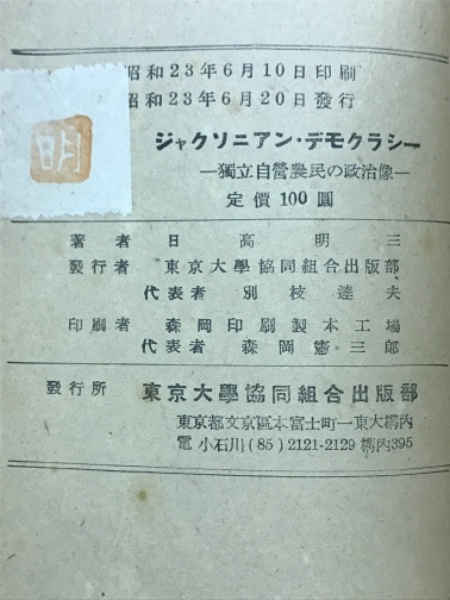 昭和23年6月10日印刷
昭和23年6月20日發行
明
ジャクソニアン・デモクラシー
—獨立自營農民の政治像—
定價100圓
著者 日高明三
發行者 東京大學協同組合出版部
代表者 別枝達夫
印刷者 森岡印刷製本工場
代表者 森岡憲三郎
發行所 東京大學協同組合出版部
東京都文京區本富士町一東大構內
電 小石川(85)2121-2129 構內395